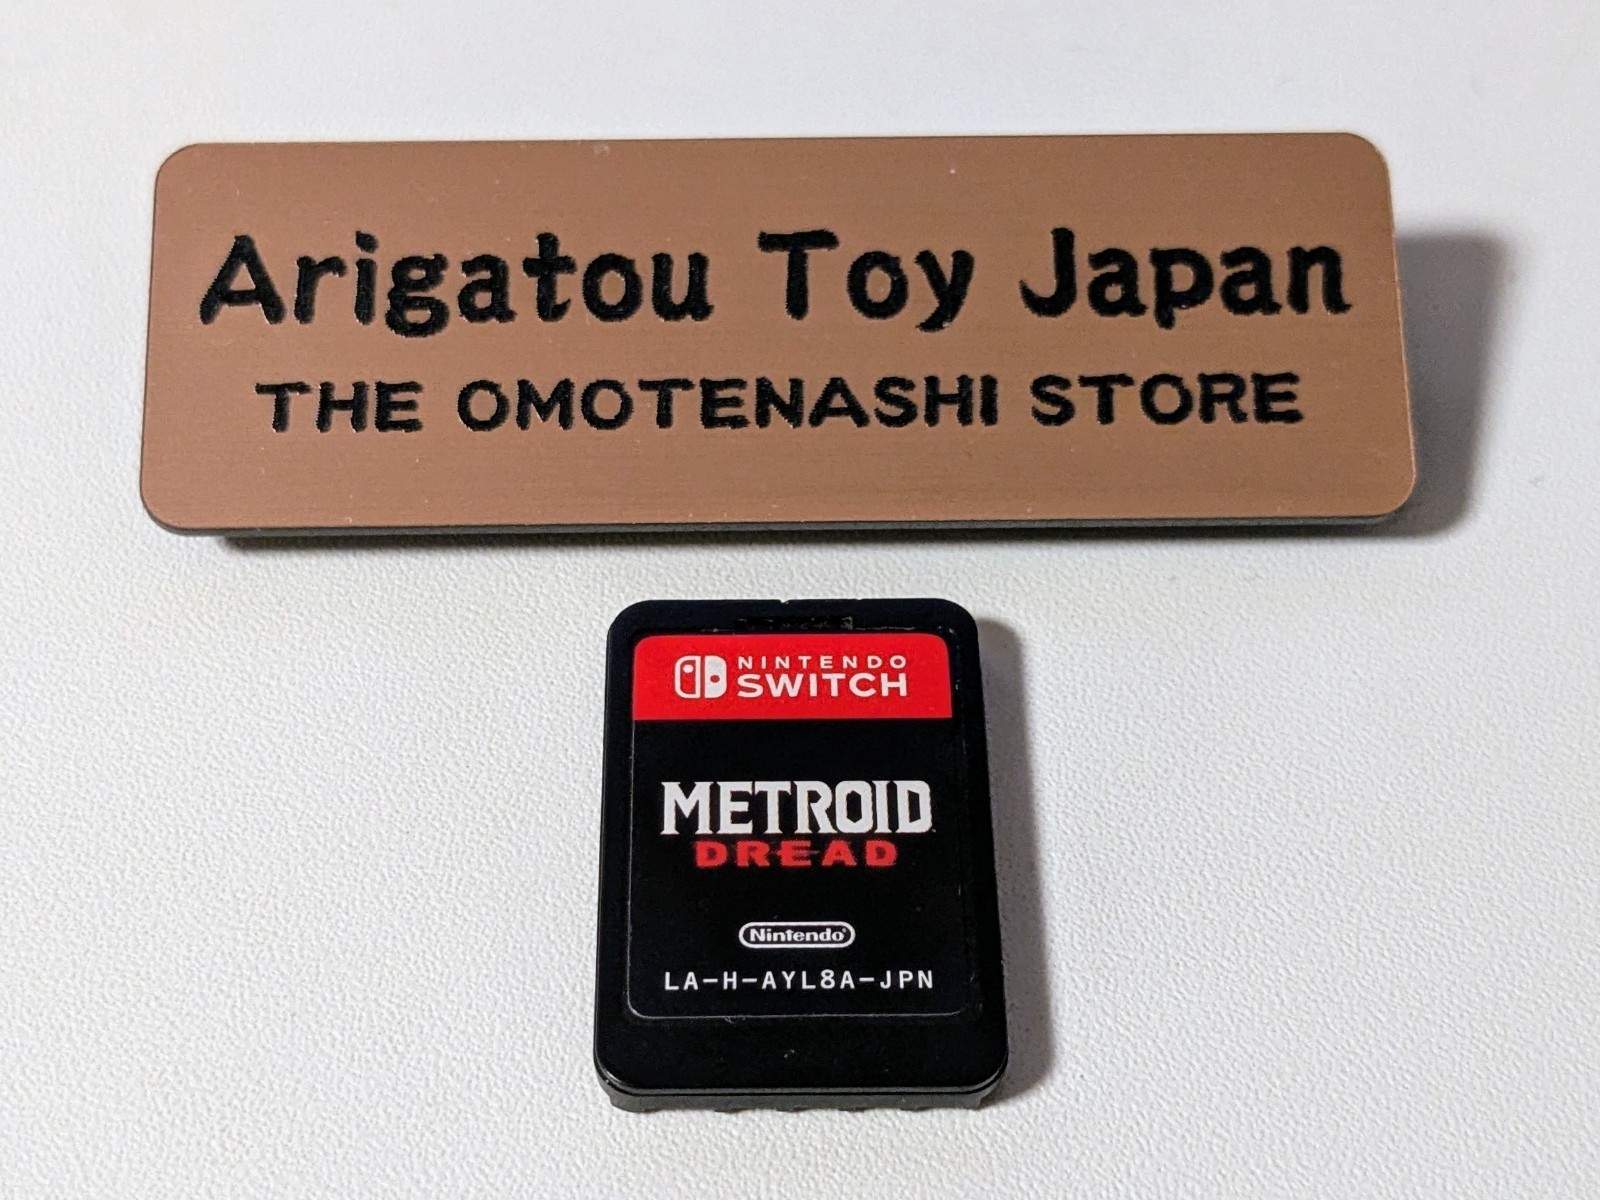 Arigatou Toy Japan
THE OMOTENASHI STORE
NINTENDO
SWITCH
METROID
DREAD
Nintendo
LA-H-AYL8A-JPN